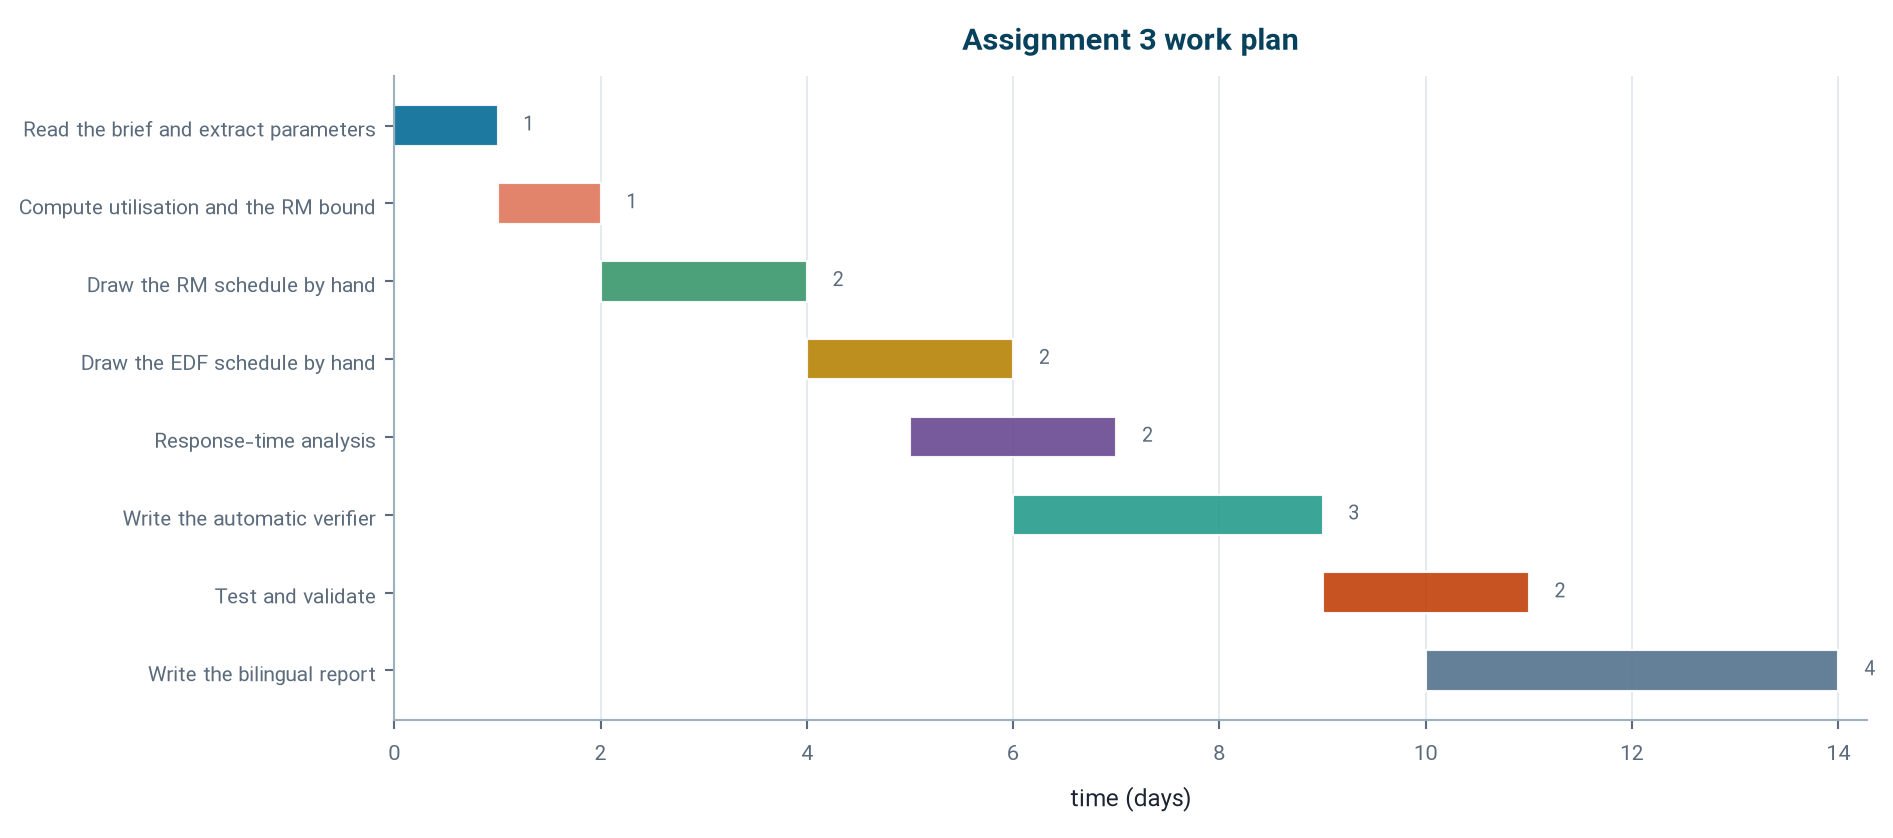 Assignment 3 work plan
Read the brief and extract parameters 1
Compute utilisation and the RM bound 1
Draw the RM schedule by hand 2
Draw the EDF schedule by hand 2
Response-time analysis 2
Write the automatic verifier 3
Test and validate 2
Write the bilingual report 4
0 2 4 6 8 10 12 14
time (days)